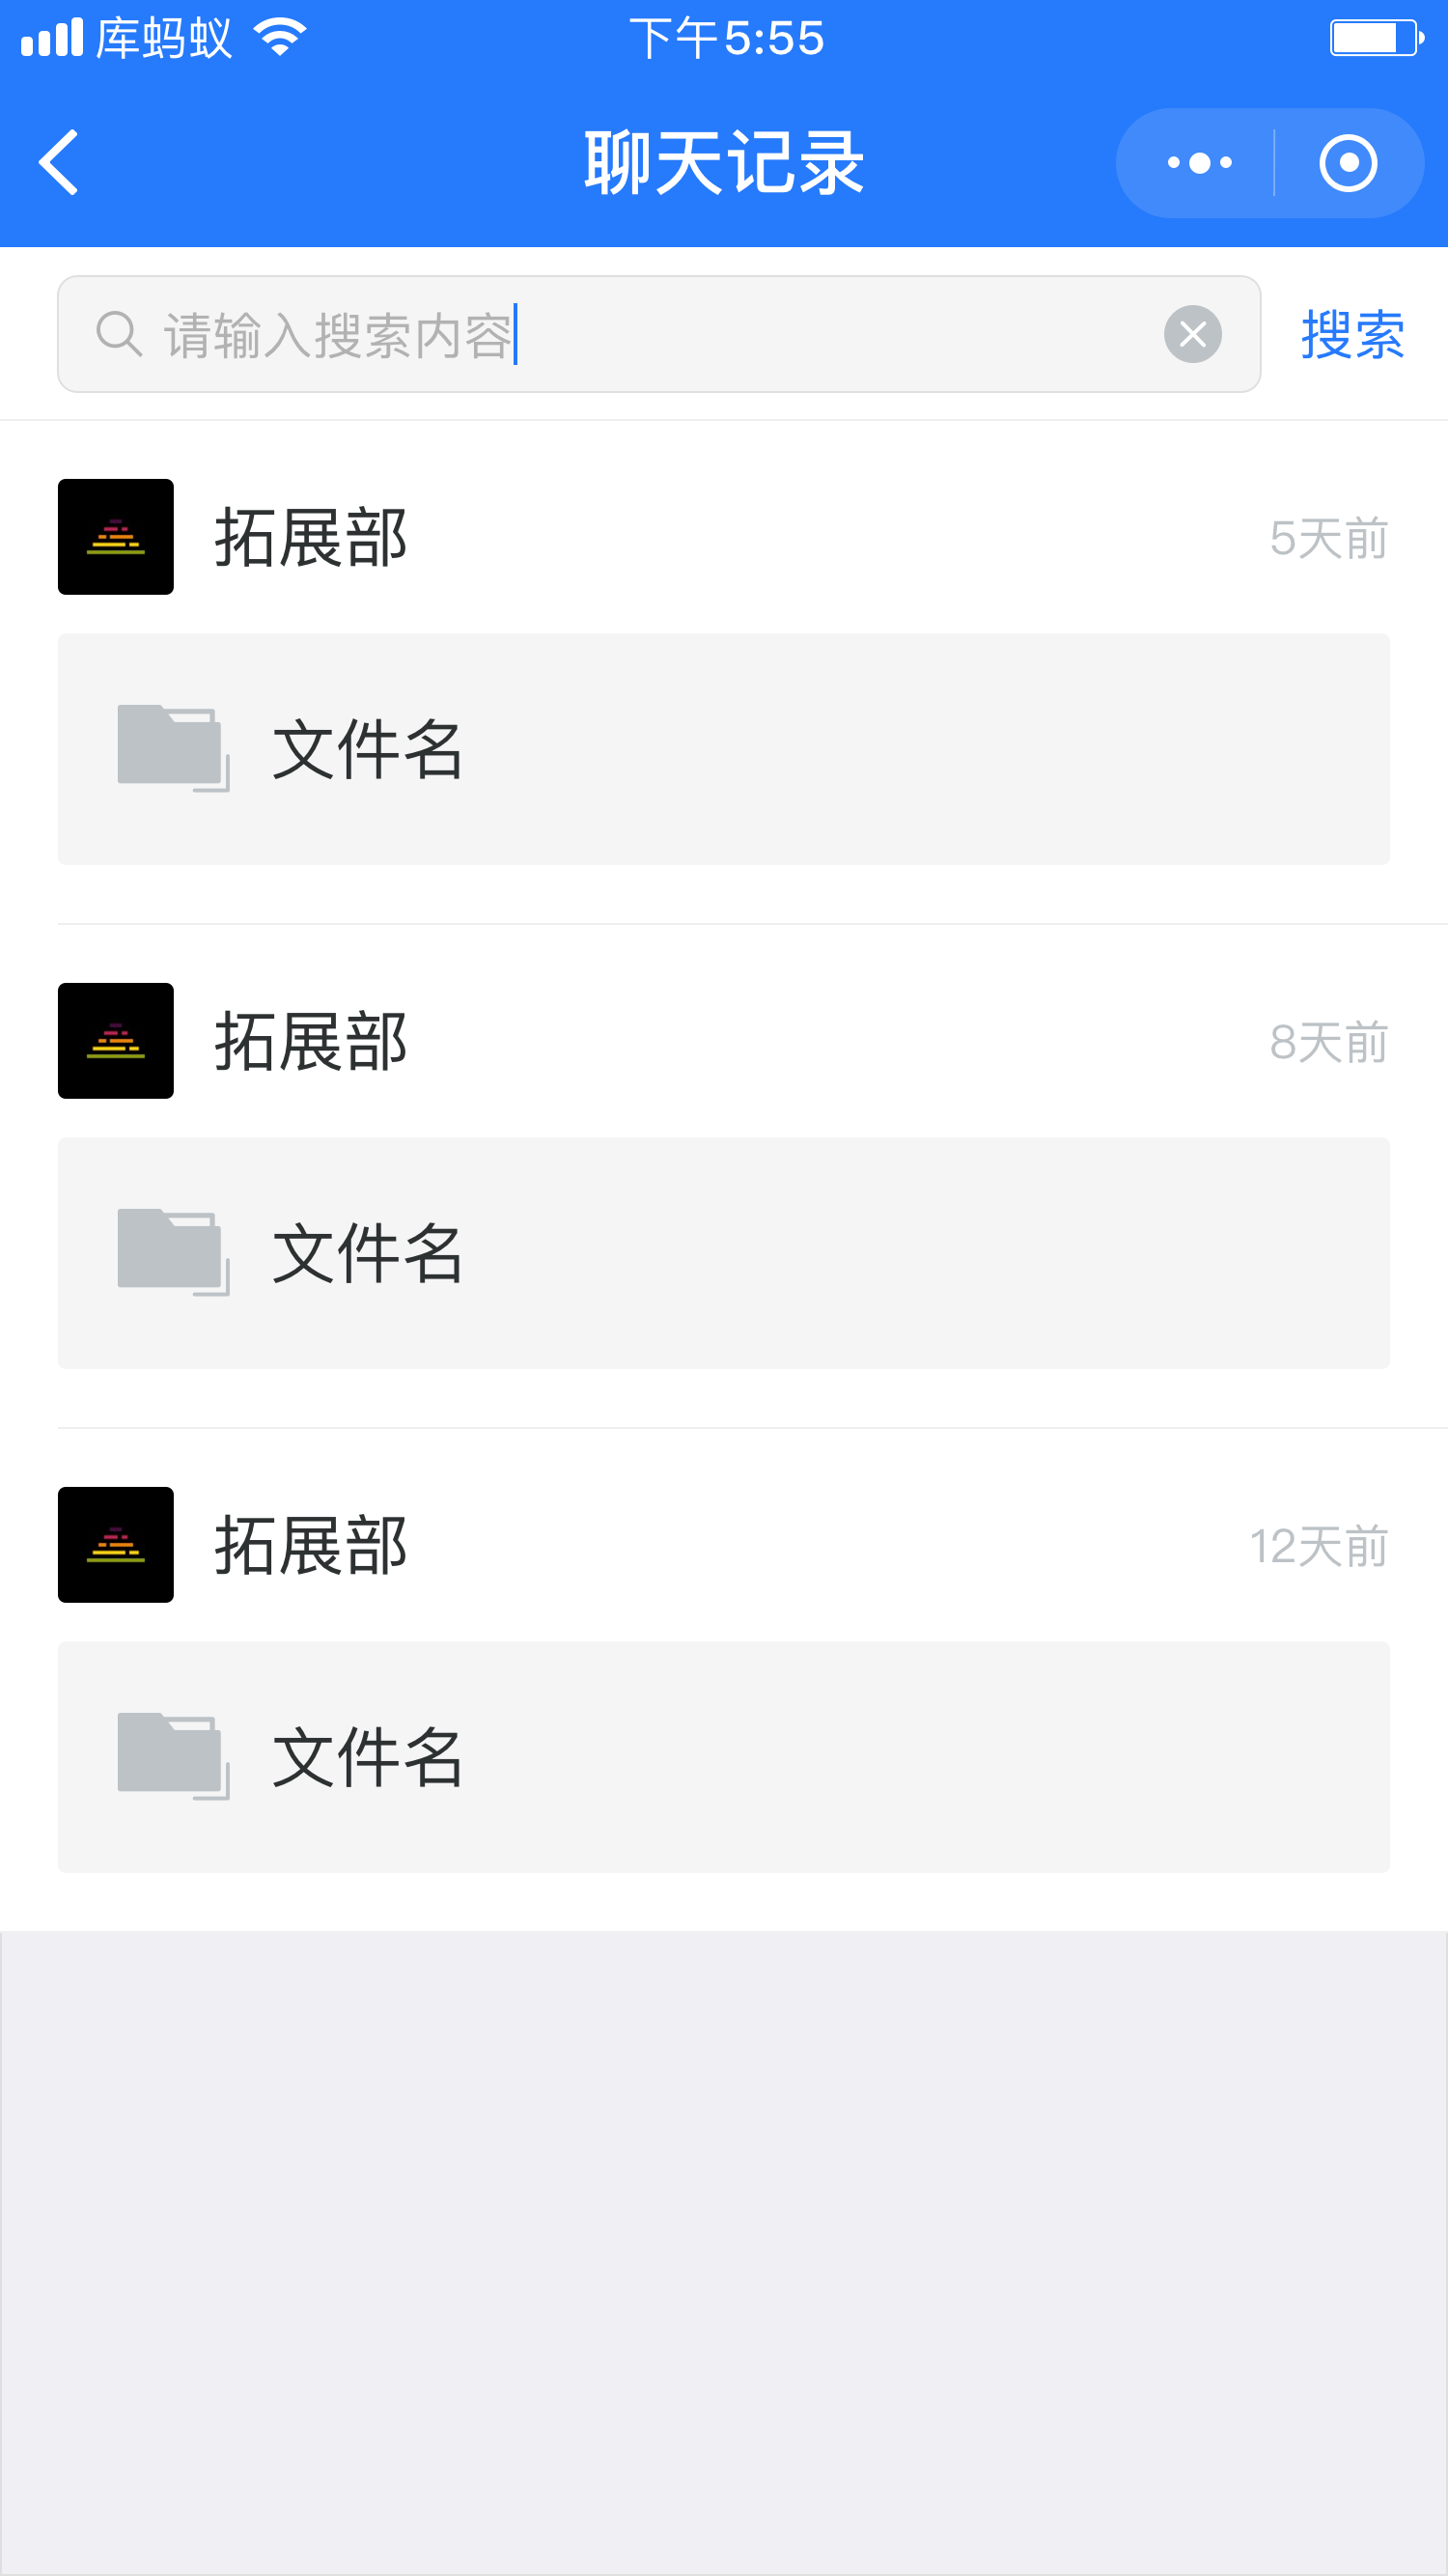 库蚂蚁 下午5:55
聊天记录
请输入搜索内容 搜索
拓展部 5天前
文件名
拓展部 8天前
文件名
拓展部 12天前
文件名